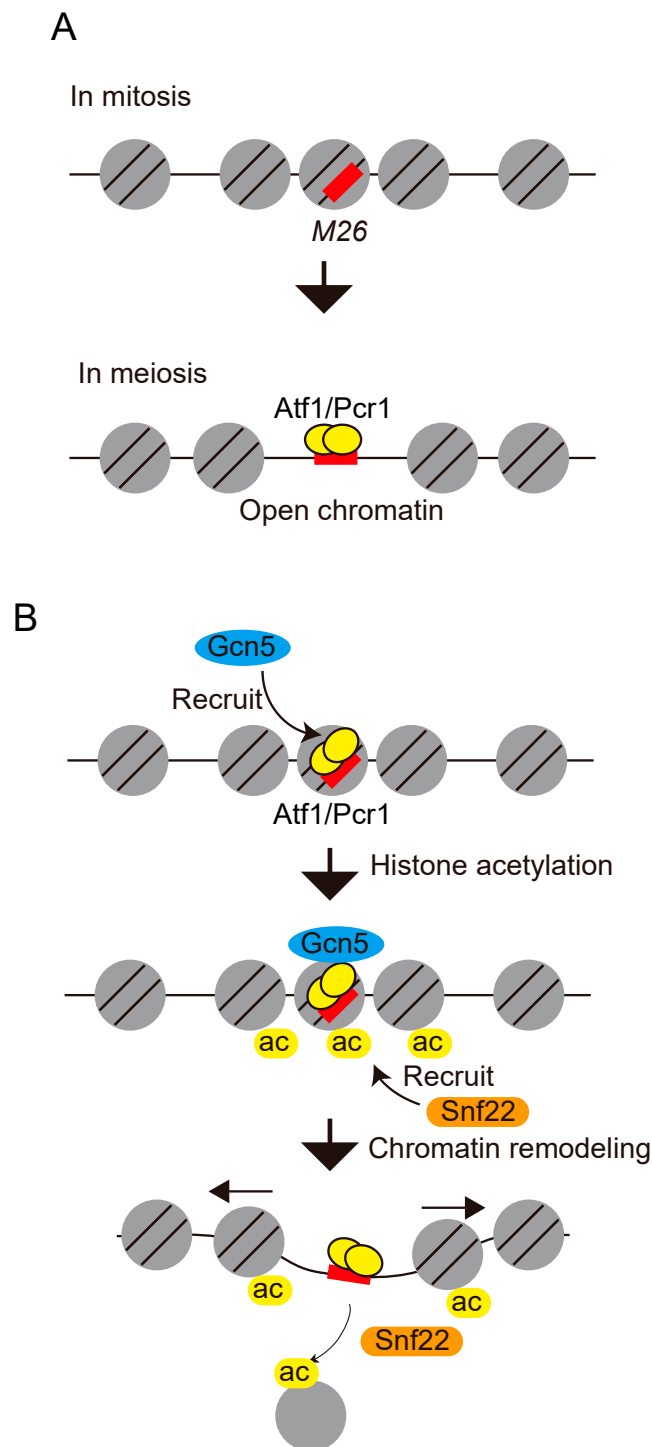 A
In mitosis
M26
In meiosis
Atf1/Pcr1
Open chromatin
B
Gcn5
Recruit
Atf1/Pcr1
Histone acetylation
Gcn5
ac ac ac
Recruit
Snf22
Chromatin remodeling
ac ac
Snf22
ac